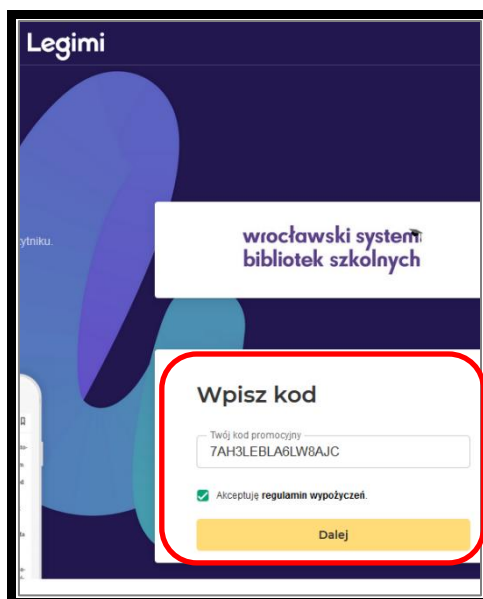 Legimi
ytniku.
wrocławski system
bibliotek szkolnych
Wpisz kod
Twój kod promocyjny
7AH3LEBLA6LW8AJC
Akceptuję regulamin wypożyczeń.
Dalej